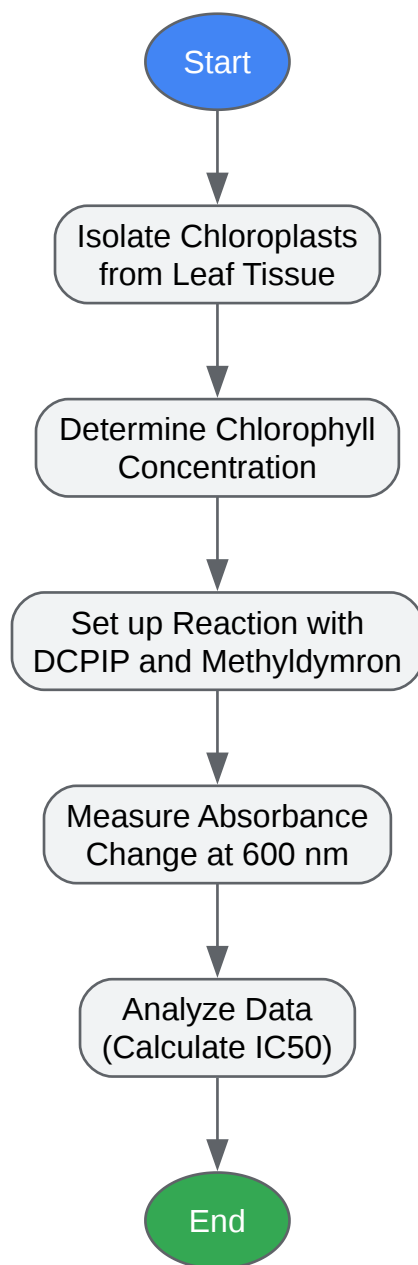 Start
Isolate Chloroplasts
from Leaf Tissue
Determine Chlorophyll
Concentration
Set up Reaction with
DCPIP and Methyldymron
Measure Absorbance
Change at 600 nm
Analyze Data
(Calculate IC50)
End